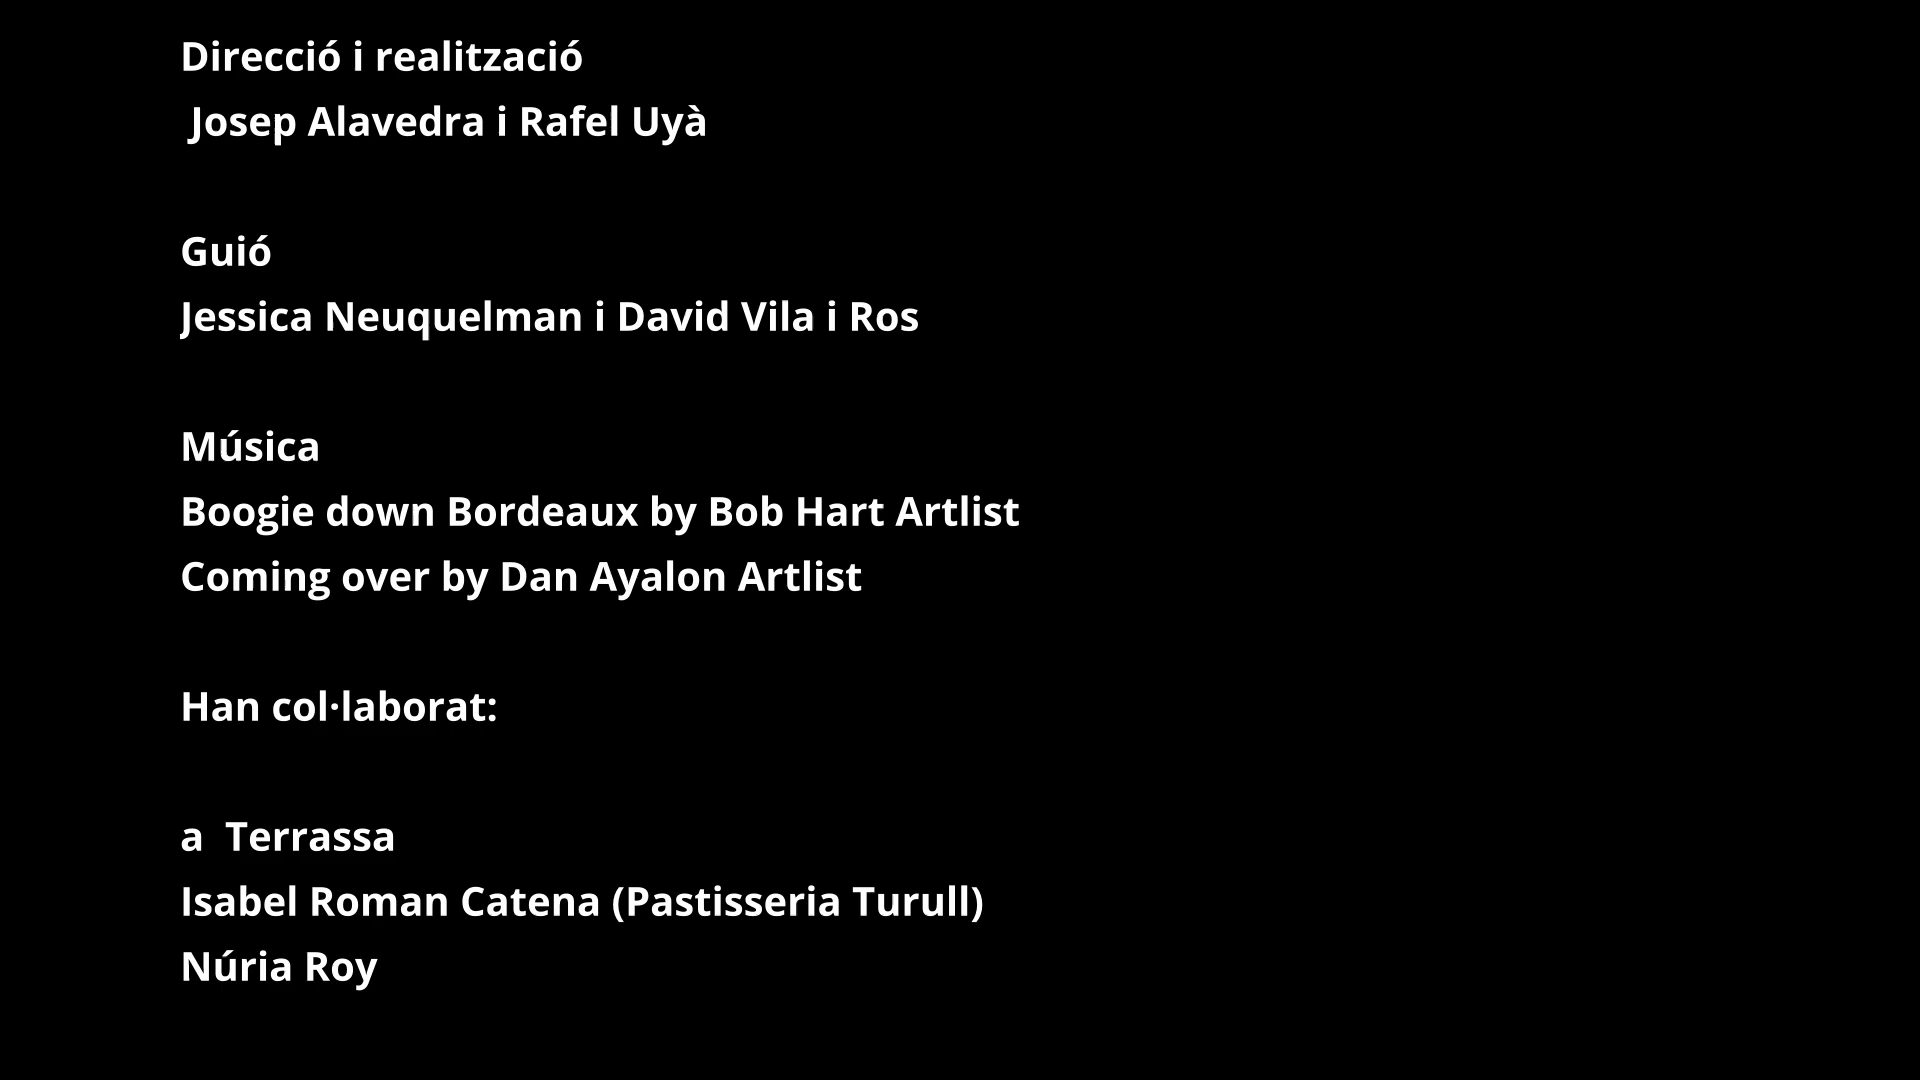 Direcció i realització
Josep Alavedra i Rafel Uyà
Guió
Jessica Neuquelman i David Vila i Ros
Música
Boogie down Bordeaux by Bob Hart Artlist
Coming over by Dan Ayalon Artlist
Han col·laborat:
a  Terrassa
Isabel Roman Catena (Pastisseria Turull)
Núria Roy